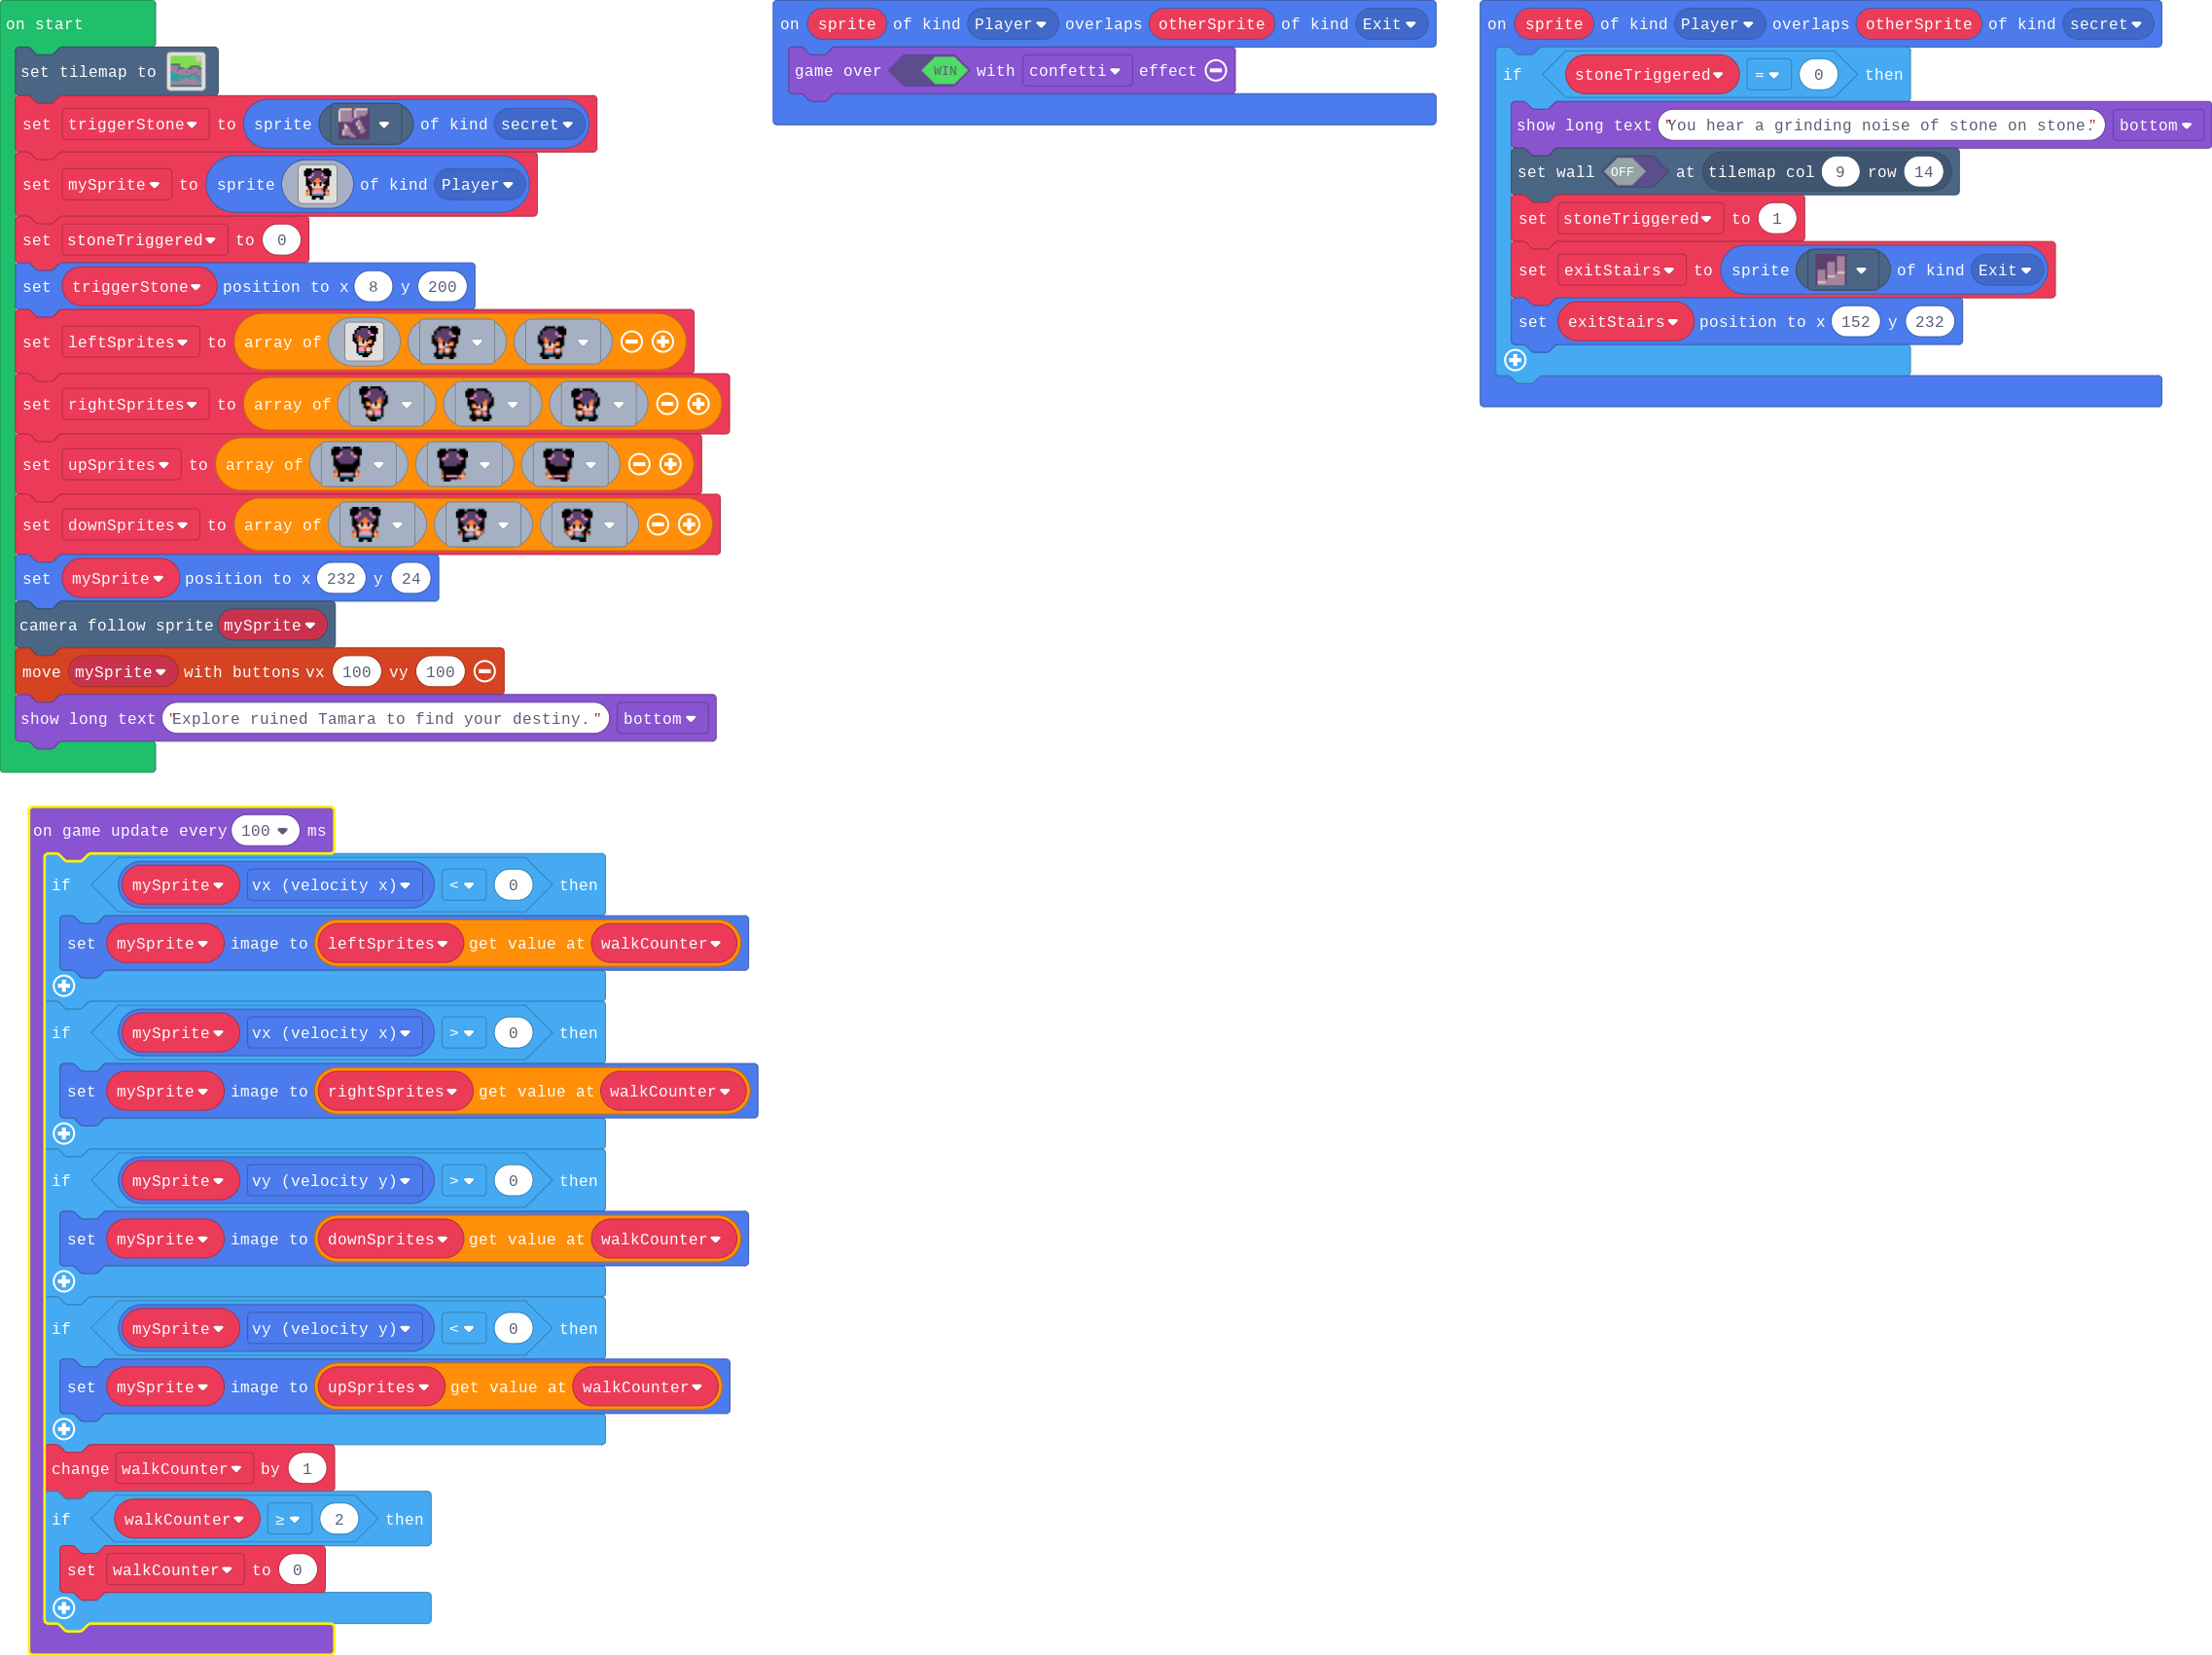 on start
set tilemap to
set triggerStone to sprite of kind secret
set mySprite to sprite of kind Player
set stoneTriggered to 0
set triggerStone position to x 8 y 200
set leftSprites to array of
set rightSprites to array of
set upSprites to array of
set downSprites to array of
set mySprite position to x 232 y 24
camera follow sprite mySprite
move mySprite with buttons vx 100 vy 100
show long text "Explore ruined Tamara to find your destiny." bottom
on sprite of kind Player overlaps otherSprite of kind Exit
game over WIN with confetti effect
on sprite of kind Player overlaps otherSprite of kind secret
if stoneTriggered = 0 then
show long text "You hear a grinding noise of stone on stone." bottom
set wall OFF at tilemap col 9 row 14
set stoneTriggered to 1
set exitStairs to sprite of kind Exit
set exitStairs position to x 152 y 232
on game update every 100 ms
if mySprite vx (velocity x) < 0 then
set mySprite image to leftSprites get value at walkCounter
if mySprite vx (velocity x) > 0 then
set mySprite image to rightSprites get value at walkCounter
if mySprite vy (velocity y) > 0 then
set mySprite image to downSprites get value at walkCounter
if mySprite vy (velocity y) < 0 then
set mySprite image to upSprites get value at walkCounter
change walkCounter by 1
if walkCounter ≥ 2 then
set walkCounter to 0